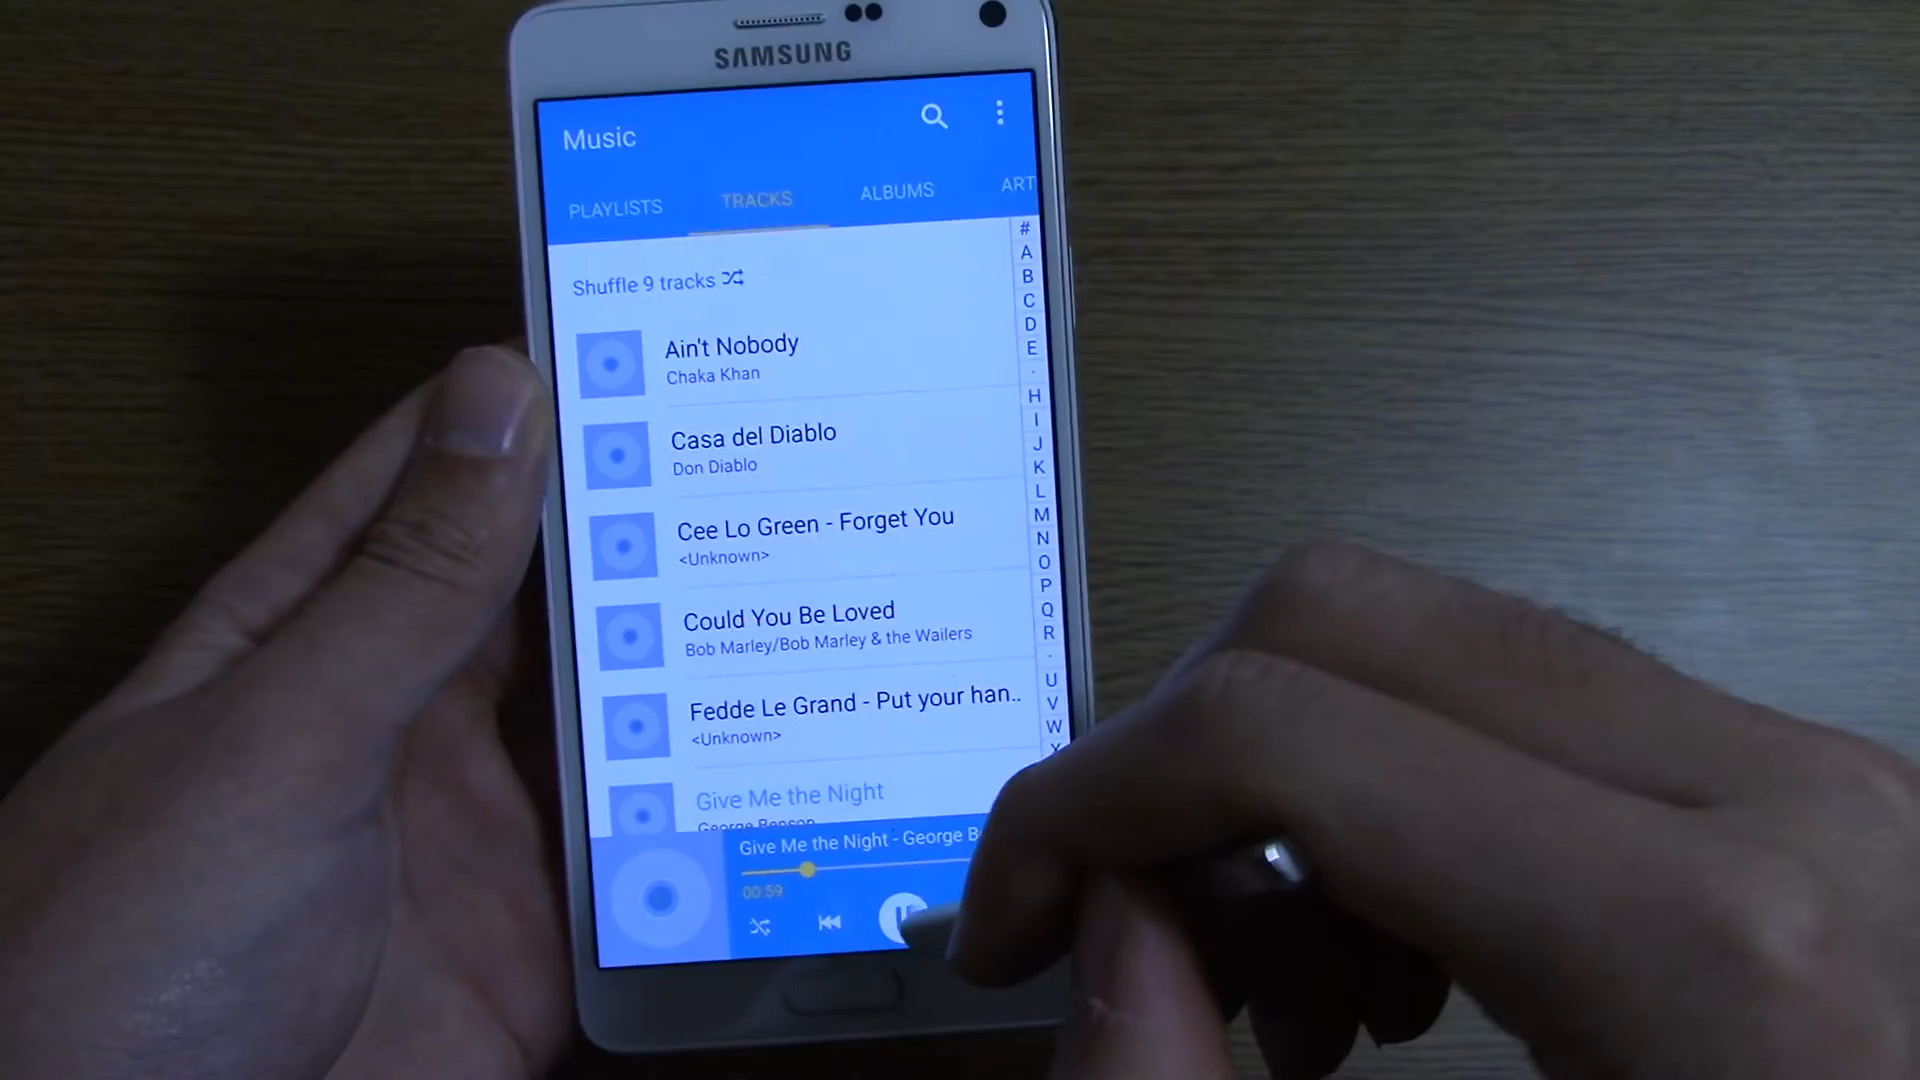 SAMSUNG
Music
PLAYLISTS TRACKS ALBUMS ART
Shuffle 9 tracks
Ain't Nobody
Chaka Khan
Casa del Diablo
Don Diablo
Cee Lo Green - Forget You
<Unknown>
Could You Be Loved
Bob Marley/Bob Marley & the Wailers
Fedde Le Grand - Put your han..
<Unknown>
Give Me the Night
George Benson
Give Me the Night - George B
00:59
#
A
B
C
D
E
·
H
I
J
K
L
M
N
O
P
Q
R
·
U
V
W
X